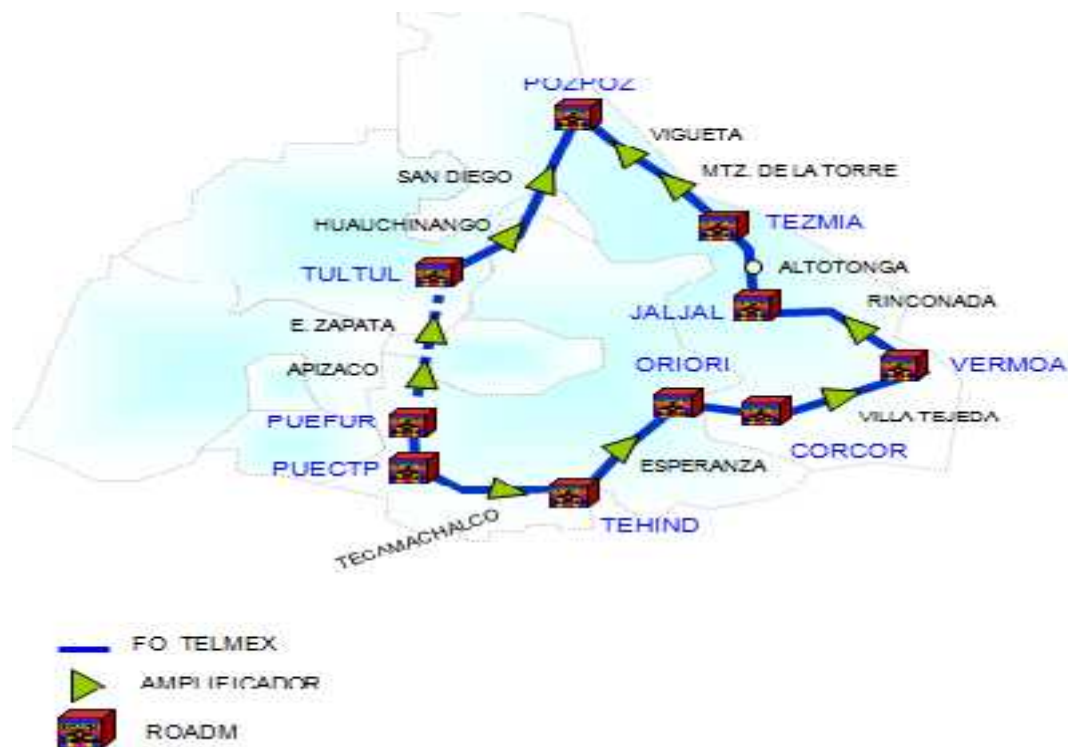 POZPOZ
VIGUETA
SAN DIEGO
MTZ. DE LA TORRE
HUAUCHINANGO
TEZMIA
TULTUL
ALTOTONGA
JALJAL
RINCONADA
E. ZAPATA
ORIORI
APIZACO
VERMOA
PUEFUR
VILLA TEJEDA
CORCOR
PUECTP
ESPERANZA
TEHIND
TECAMACHALCO
FO TELMEX
AMPLIFICADOR
ROADM